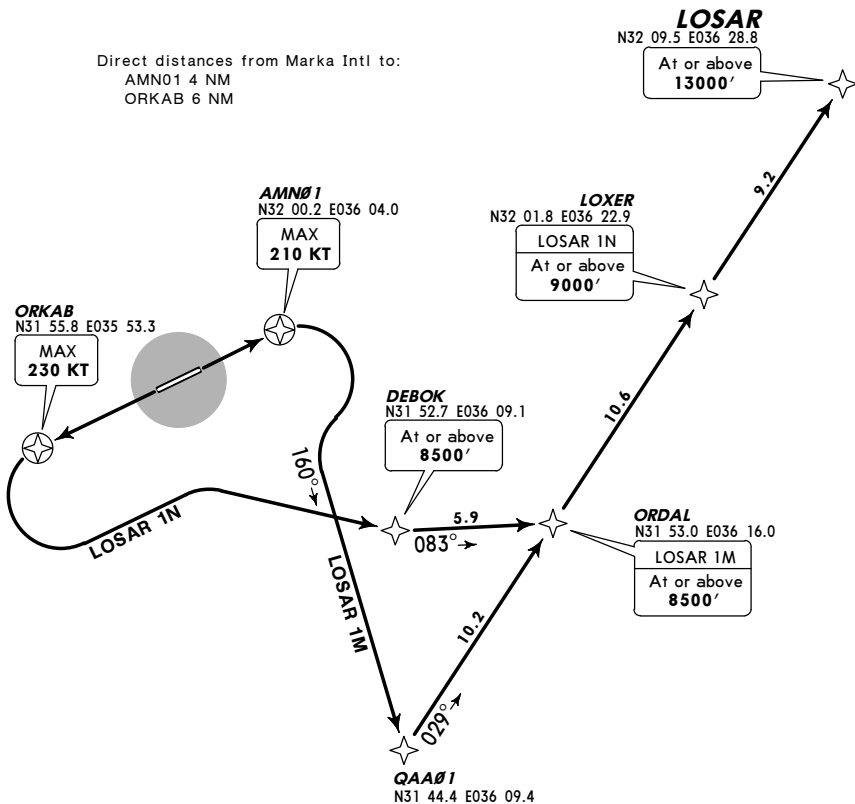 LOSAR
N32 09.5 E036 28.8
At or above
13000′
Direct distances from Marka Intl to:
AMN01 4 NM
ORKAB 6 NM
AMNØ1
N32 00.2 E036 04.0
MAX
210 KT
9.2
LOXER
N32 01.8 E036 22.9
LOSAR 1N
At or above
9000′
ORKAB
N31 55.8 E035 53.3
MAX
230 KT
DEBOK
N31 52.7 E036 09.1
At or above
8500′
10.6
160°
LOSAR 1N
5.9
083°
ORDAL
N31 53.0 E036 16.0
LOSAR 1M
At or above
8500′
LOSAR 1M
10.2
029°
QAAØ1
N31 44.4 E036 09.4